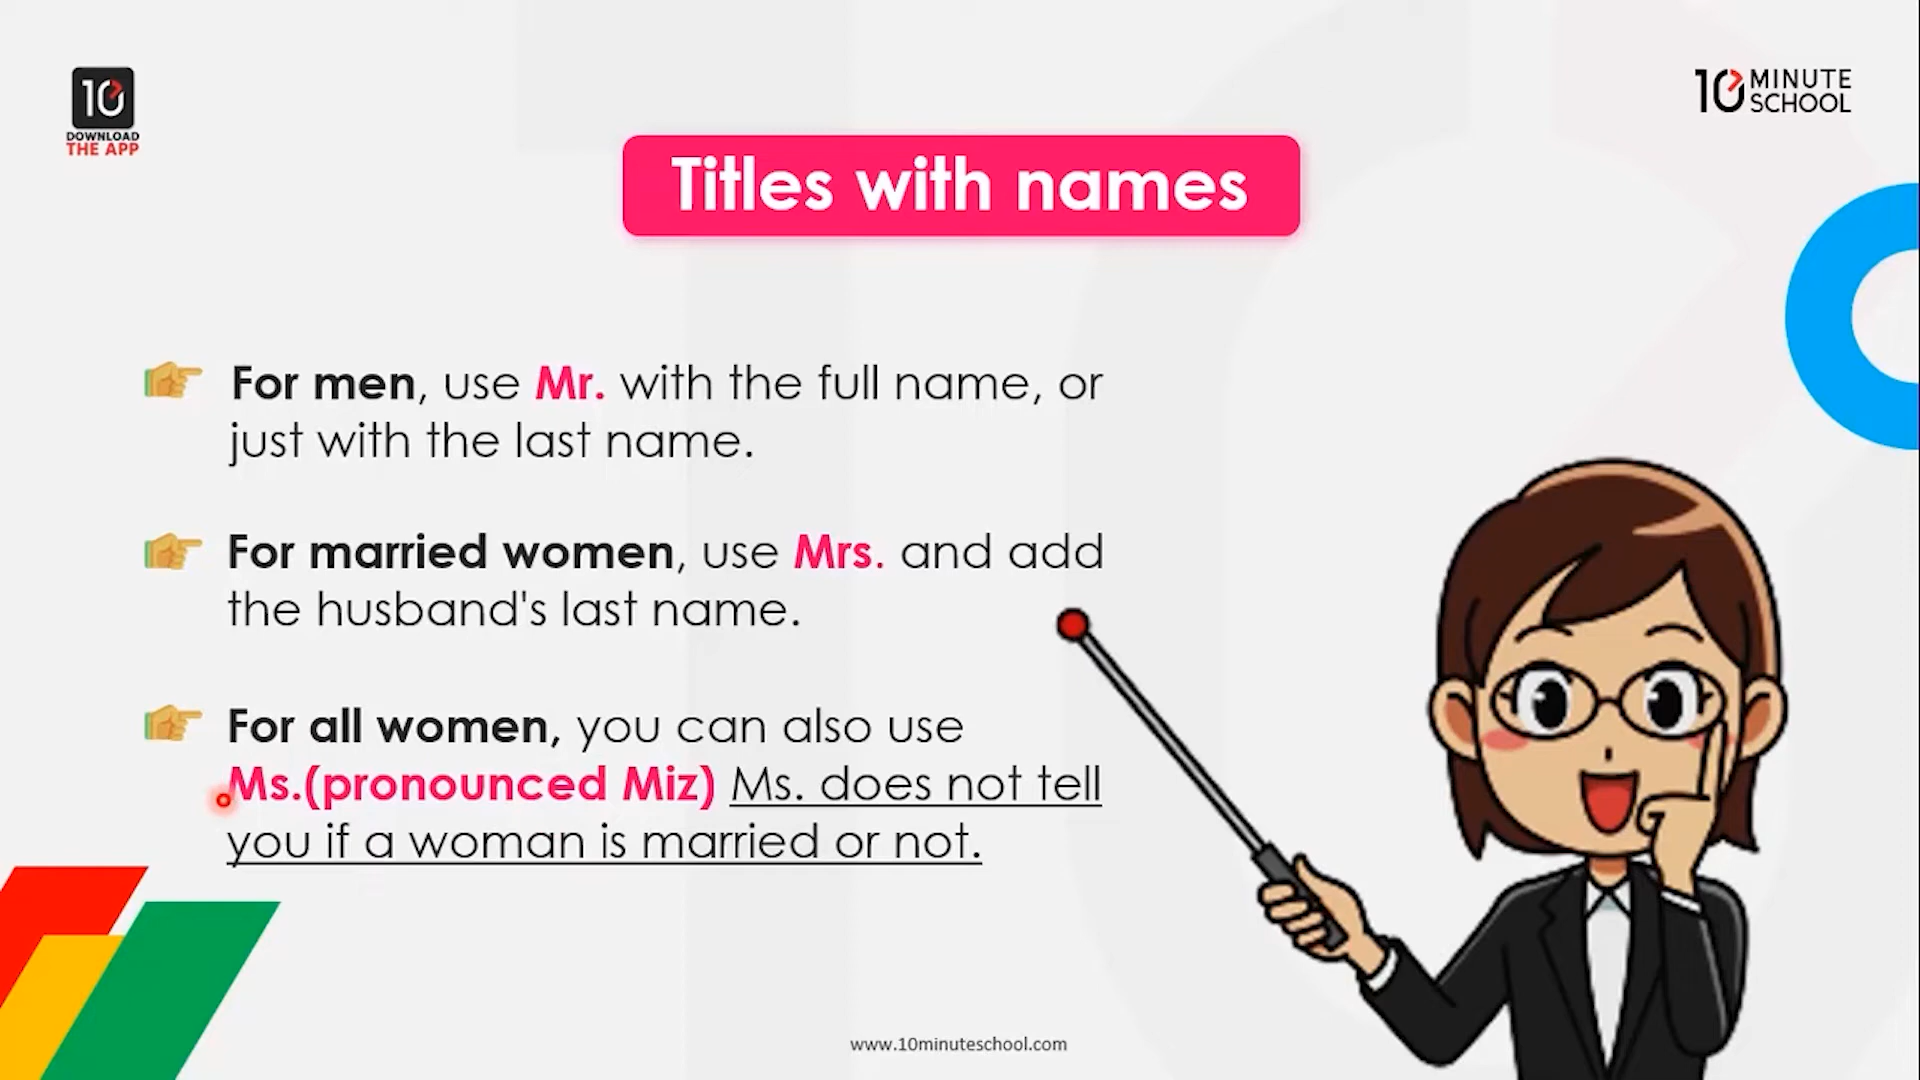 10
DOWNLOAD
THE APP
10 MINUTE
SCHOOL
Titles with names
For men, use Mr. with the full name, or
just with the last name.
For married women, use Mrs. and add
the husband's last name.
For all women, you can also use
Ms.(pronounced Miz) Ms. does not tell
you if a woman is married or not.
www.10minuteschool.com